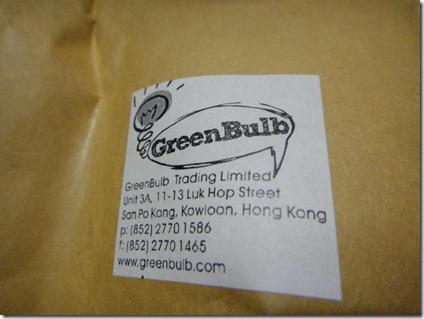 GreenBulb
GreenBulb Trading Limited
Unit 3A, 11-13 Luk Hop Street
San Po Kong, Kowloon, Hong Kong
p: (852) 2770 1586
f: (852) 2770 1465
www.greenbulb.com